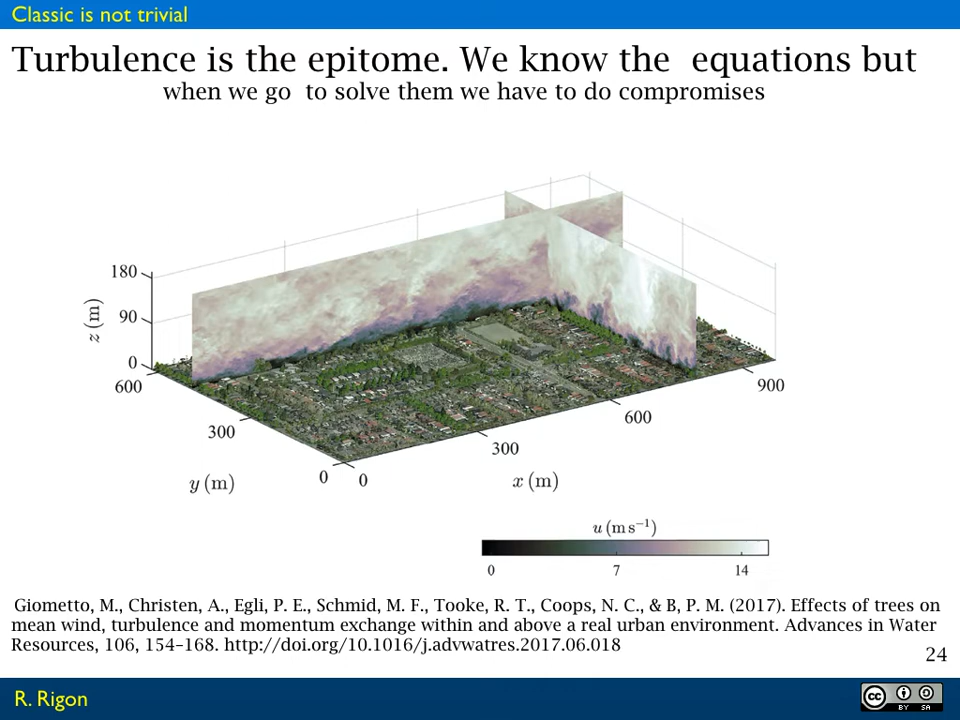 Classic is not trivial
Turbulence is the epitome. We know the equations but
when we go to solve them we have to do compromises
180
90
0
z (m)
600
300
0
y (m)
0
300
600
900
x (m)
u (m s⁻¹)
0 7 14
Giometto, M., Christen, A., Egli, P. E., Schmid, M. F., Tooke, R. T., Coops, N. C., & B, P. M. (2017). Effects of trees on
mean wind, turbulence and momentum exchange within and above a real urban environment. Advances in Water
Resources, 106, 154–168. http://doi.org/10.1016/j.advwatres.2017.06.018
24
R. Rigon
cc
BY SA